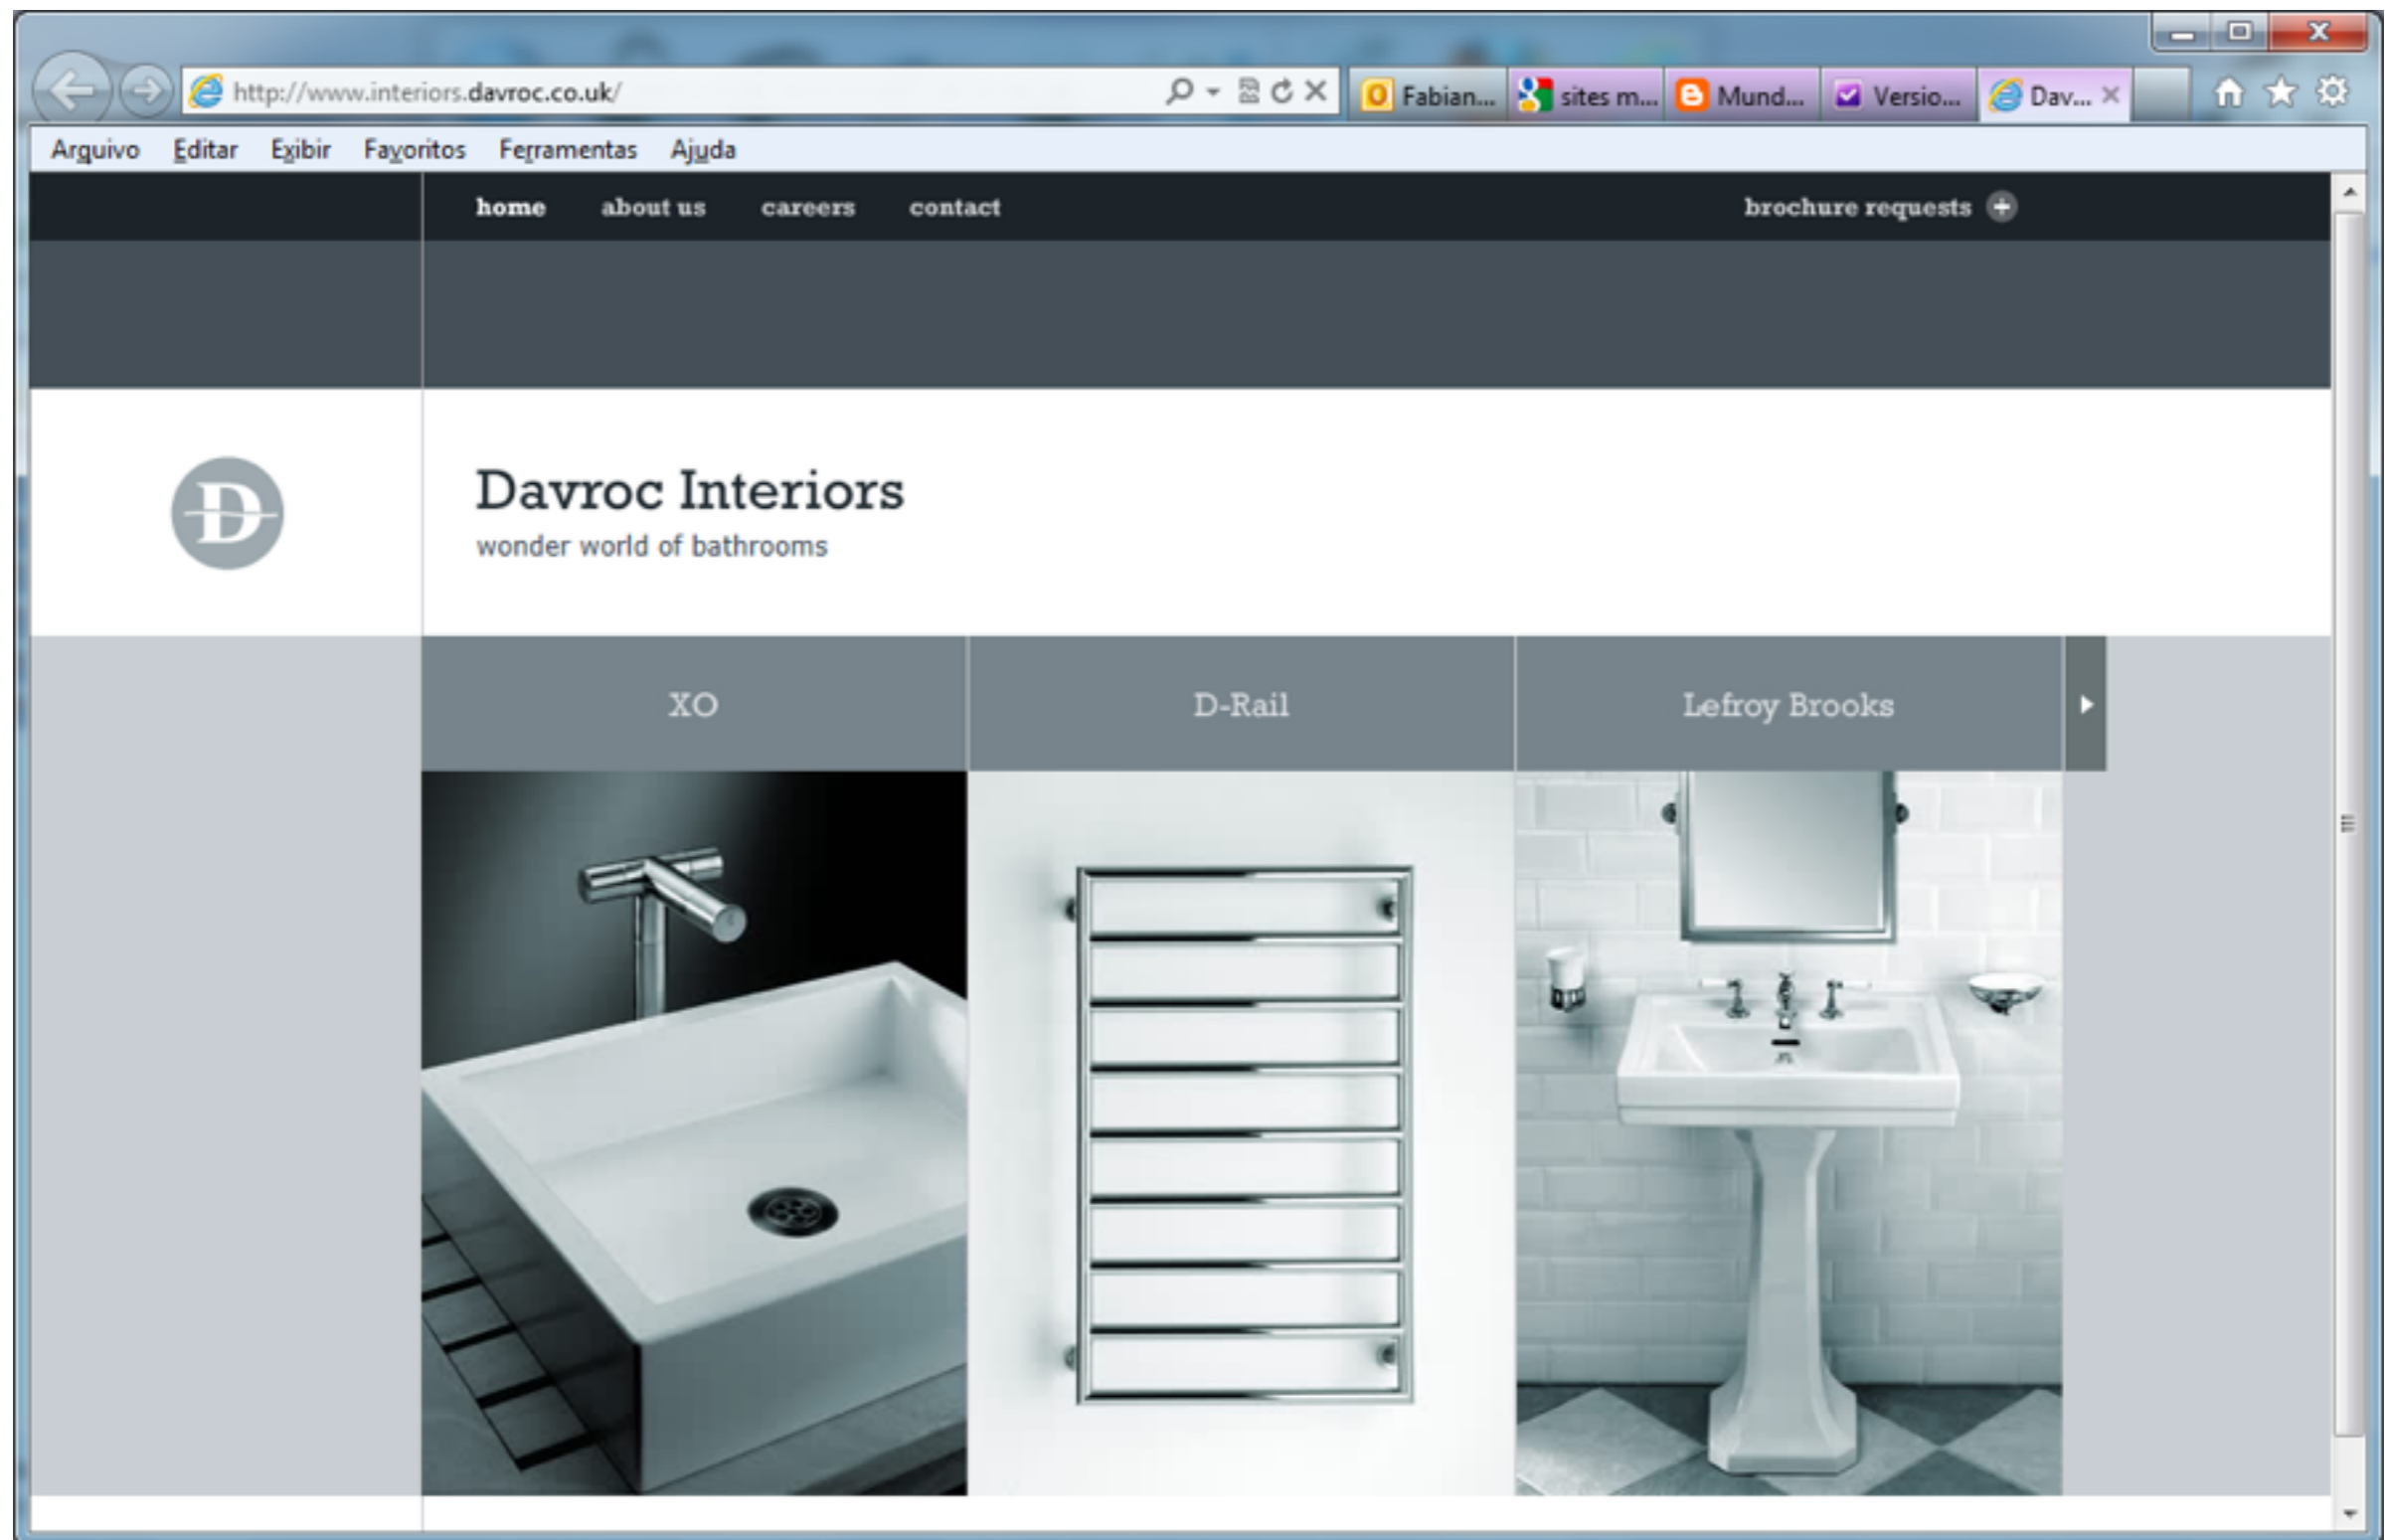 http://www.interiors.davroc.co.uk/
Fabian... sites m... Mund... Versio... Dav...
Arquivo Editar Exibir Favoritos Ferramentas Ajuda
home about us careers contact brochure requests
D
Davroc Interiors
wonder world of bathrooms
XO D-Rail Lefroy Brooks